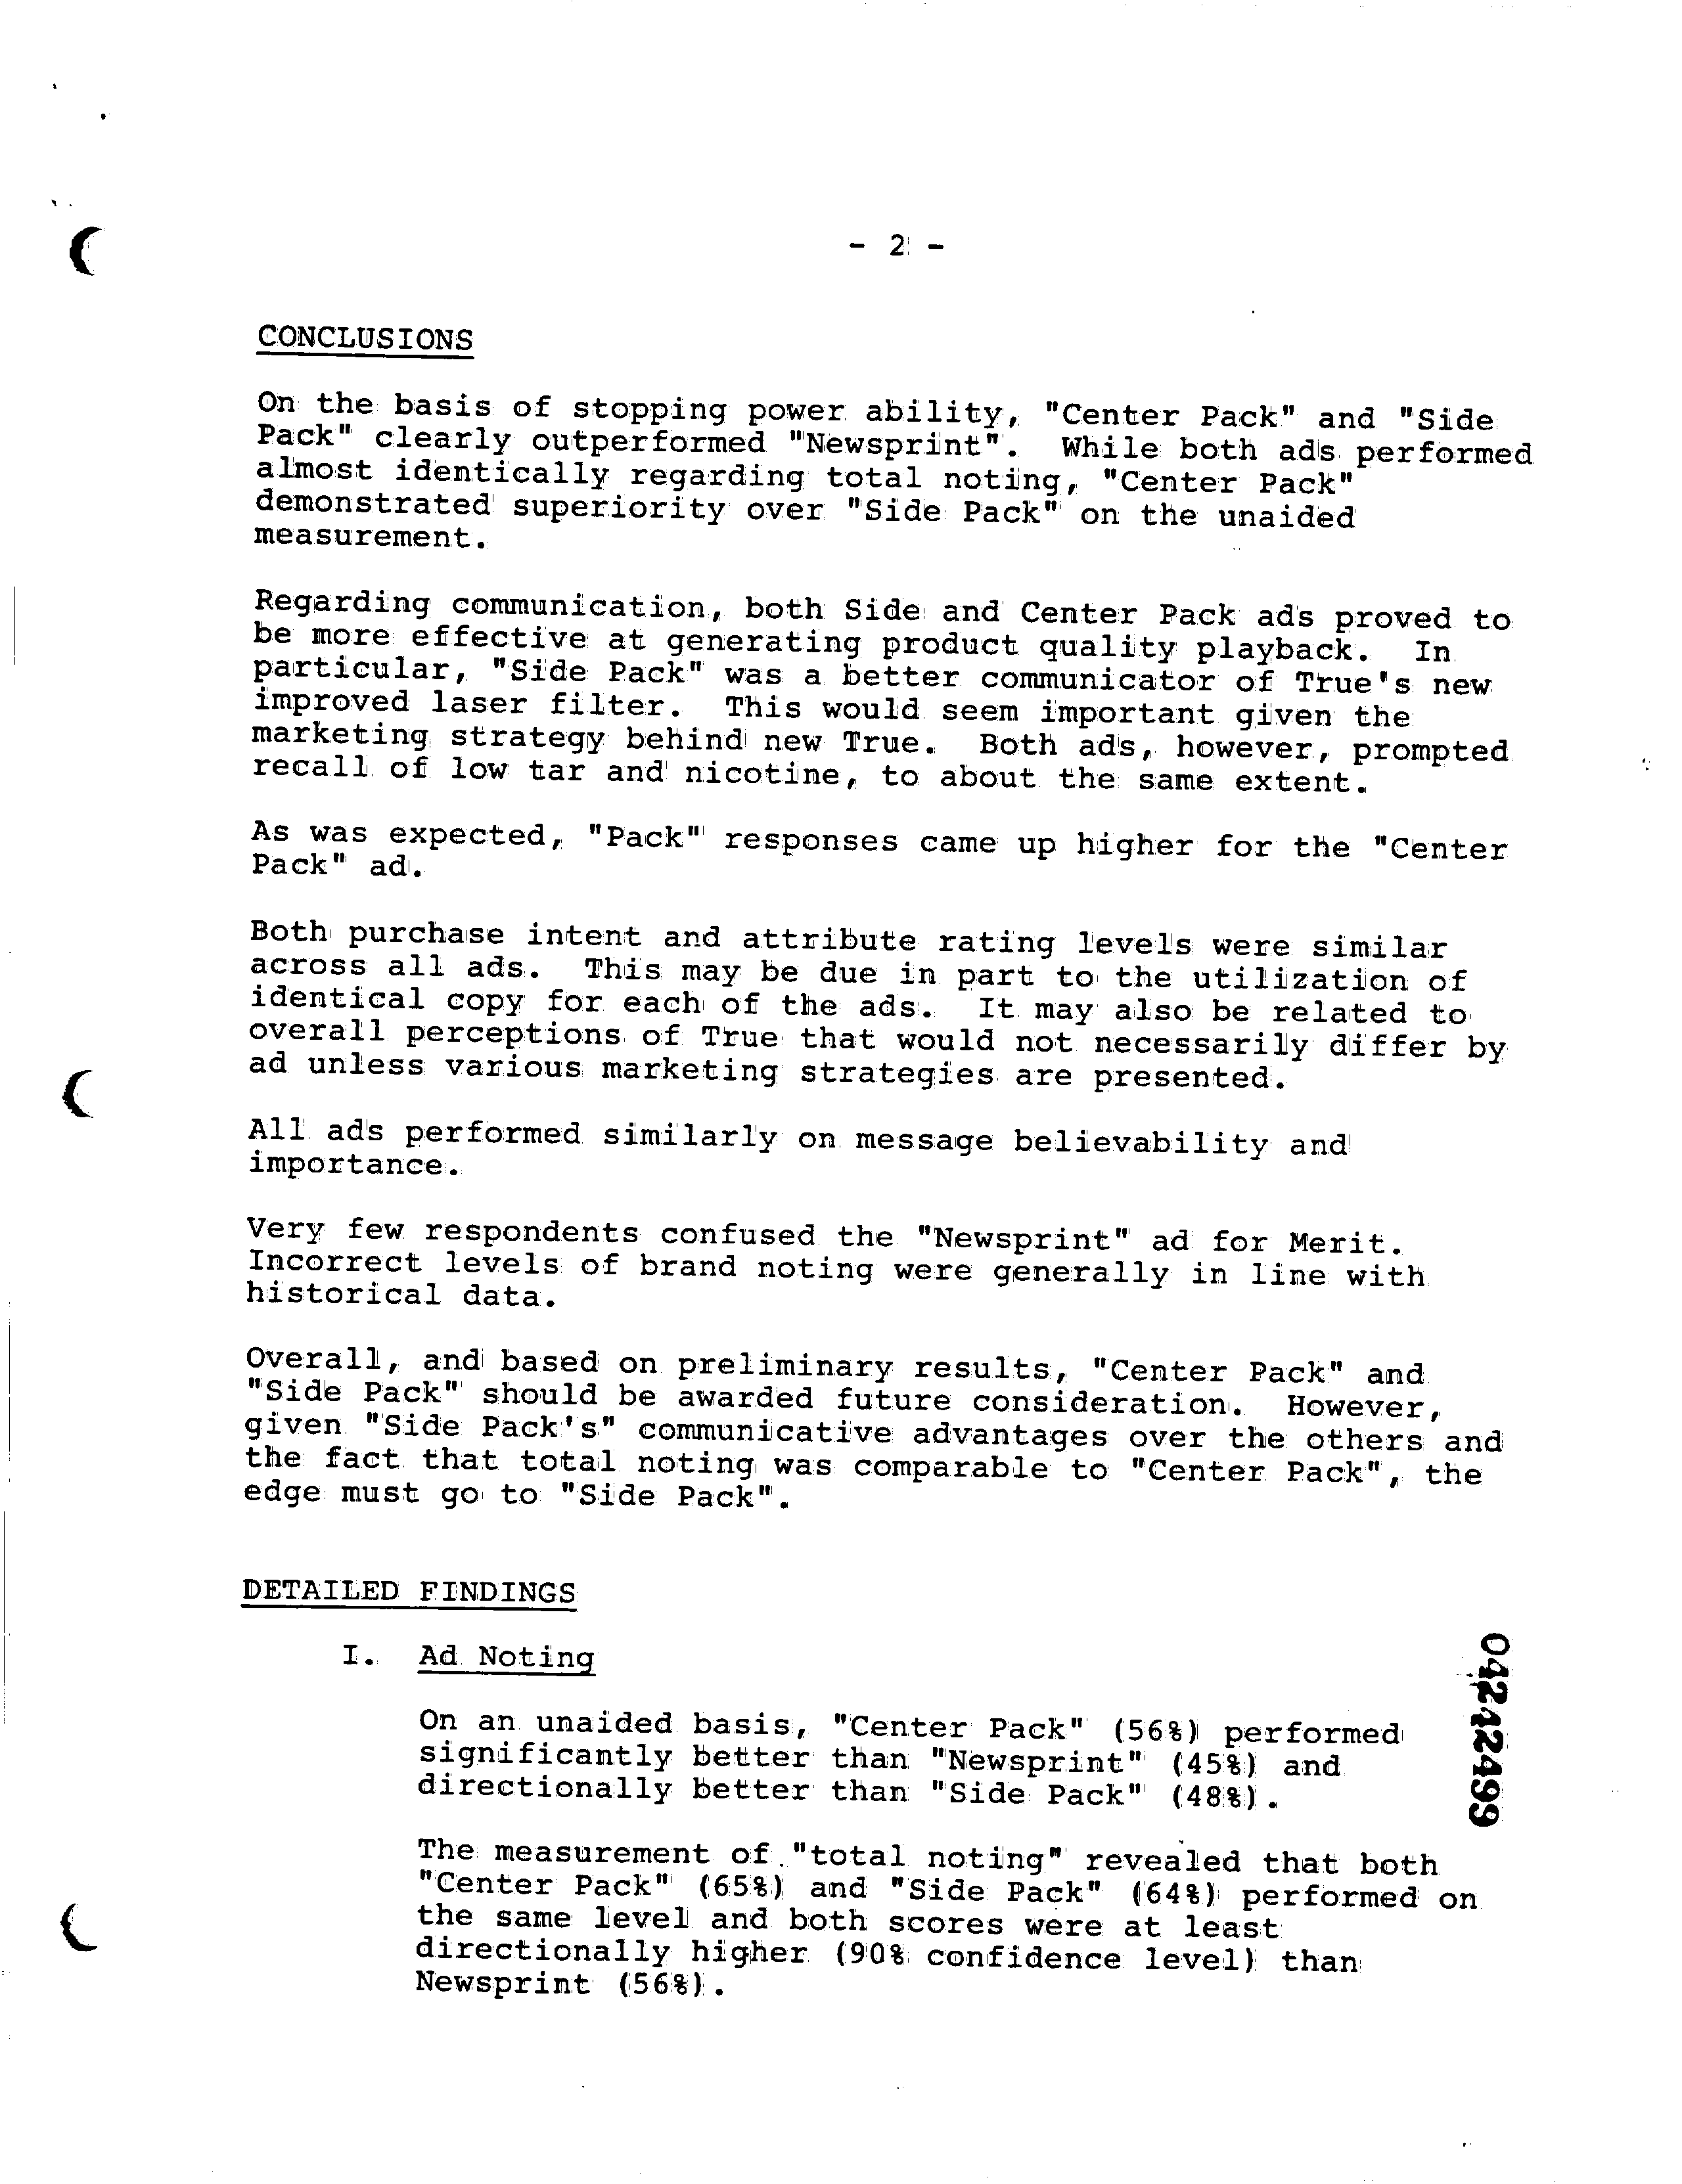 - 2 -
CONCLUSIONS
On the basis of stopping power ability, "Center Pack" and "Side
Pack" clearly outperformed "Newsprint". While both ads performed
almost identically regarding total noting, "Center Pack"
demonstrated superiority over "Side Pack" on the unaided
measurement.
Regarding communication, both Side and Center Pack ads proved to
be more effective at generating product quality playback. In
particular, "Side Pack" was a better communicator of True's new
improved laser filter. This would seem important given the
marketing strategy behind new True. Both ads, however, prompted
recall of low tar and nicotine, to about the same extent.
As was expected, "Pack" responses came up higher for the "Center
Pack" ad.
Both purchase intent and attribute rating levels were similar
across all ads. This may be due in part to the utilization of
identical copy for each of the ads. It may also be related to
overall perceptions of True that would not necessarily differ by
ad unless various marketing strategies are presented.
All ads performed similarly on message believability and
importance.
Very few respondents confused the "Newsprint" ad for Merit.
Incorrect levels of brand noting were generally in line with
historical data.
Overall, and based on preliminary results, "Center Pack" and
"Side Pack" should be awarded future consideration. However,
given "Side Pack's" communicative advantages over the others and
the fact that total noting was comparable to "Center Pack", the
edge must go to "Side Pack".
DETAILED FINDINGS
I. Ad Noting
On an unaided basis, "Center Pack" (56%) performed
significantly better than "Newsprint" (45%) and
directionally better than "Side Pack" (48%).
The measurement of "total noting" revealed that both
"Center Pack" (65%) and "Side Pack" (64%) performed on
the same level and both scores were at least
directionally higher (90% confidence level) than
Newsprint (56%).
04242499